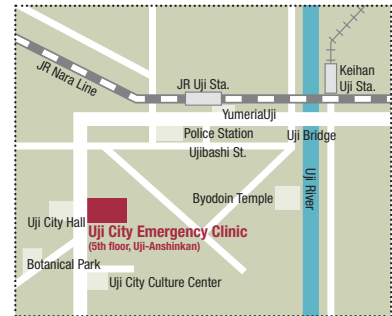 JR Nara Line
JR Uji Sta.
Keihan
Uji Sta.
YumeriaUji
Police Station
Uji Bridge
Ujibashi St.
Byodoin Temple
Uji River
Uji City Hall
Uji City Emergency Clinic
(5th floor, Uji-Anshinkan)
Botanical Park
Uji City Culture Center